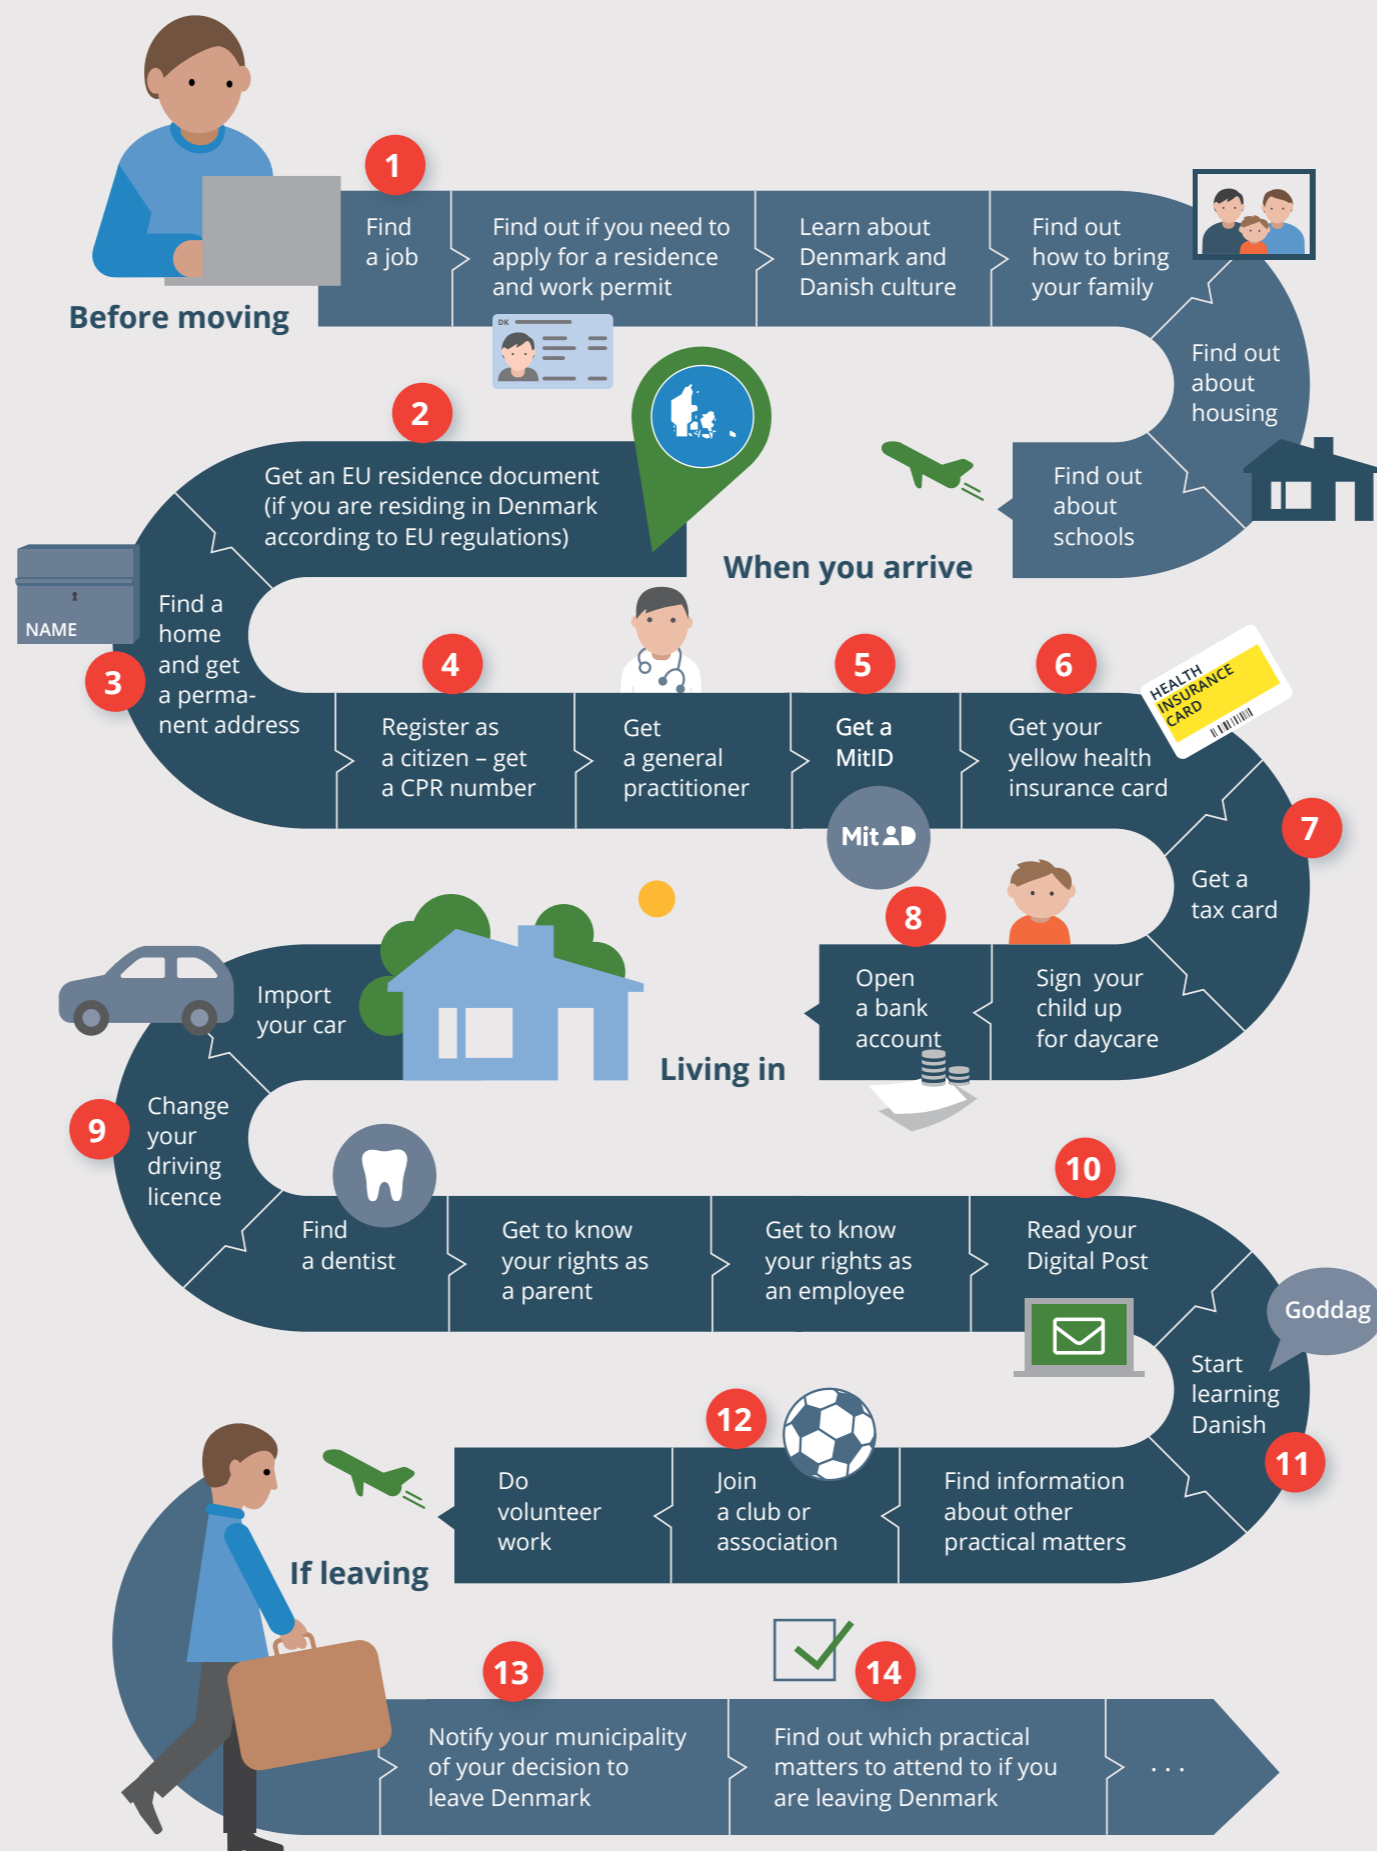 1
Find
a job
Find out if you need to
apply for a residence
and work permit
Learn about
Denmark and
Danish culture
Find out
how to bring
your family
Before moving
DK
Find out
about
housing
2
Get an EU residence document
(if you are residing in Denmark
according to EU regulations)
Find out
about
schools
When you arrive
NAME
3
Find a
home
and get
a perma-
nent address
4
Register as
a citizen – get
a CPR number
Get
a general
practitioner
5
Get a
MitID
MitID
6
Get your
yellow health
insurance card
HEALTH
INSURANCE
CARD
7
Get a
tax card
Sign your
child up
for daycare
8
Open
a bank
account
Living in
Import
your car
9
Change
your
driving
licence
Find
a dentist
Get to know
your rights as
a parent
Get to know
your rights as
an employee
10
Read your
Digital Post
Goddag
Start
learning
Danish
11
Find information
about other
practical matters
12
Join
a club or
association
Do
volunteer
work
If leaving
13
Notify your municipality
of your decision to
leave Denmark
14
Find out which practical
matters to attend to if you
are leaving Denmark
...